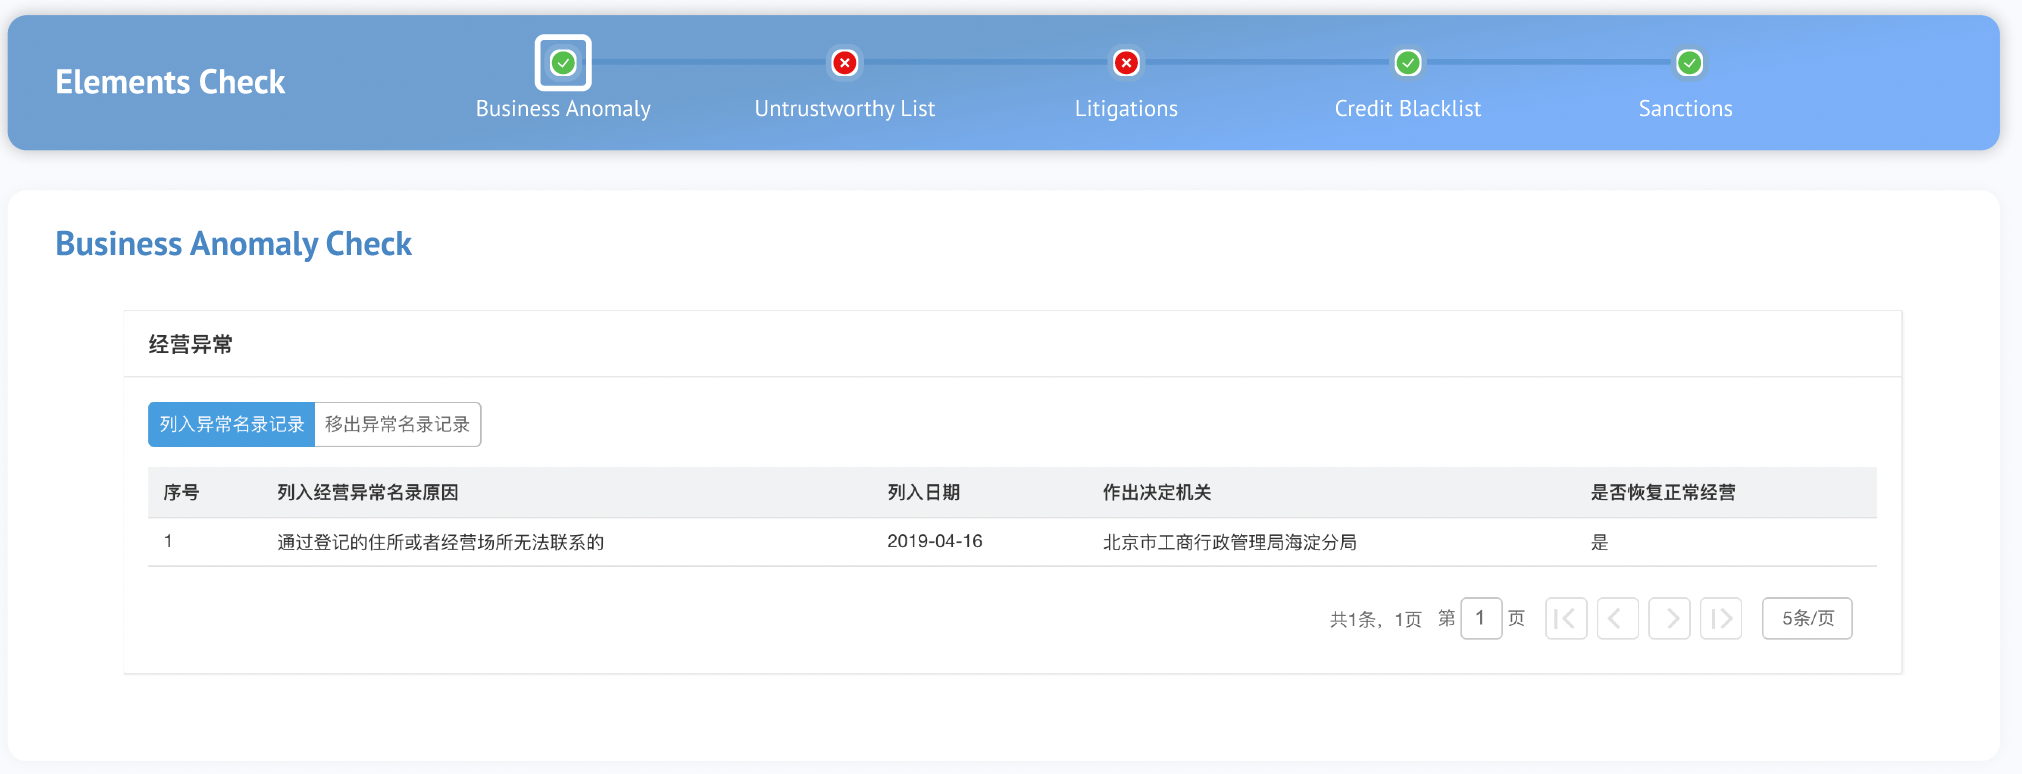 Elements Check
Business Anomaly
Untrustworthy List
Litigations
Credit Blacklist
Sanctions
Business Anomaly Check
经营异常
列入异常名录记录 移出异常名录记录
序号 列入经营异常名录原因 列入日期 作出决定机关 是否恢复正常经营
1 通过登记的住所或者经营场所无法联系的 2019-04-16 北京市工商行政管理局海淀分局 是
共1条，1页 第 1 页 5条/页